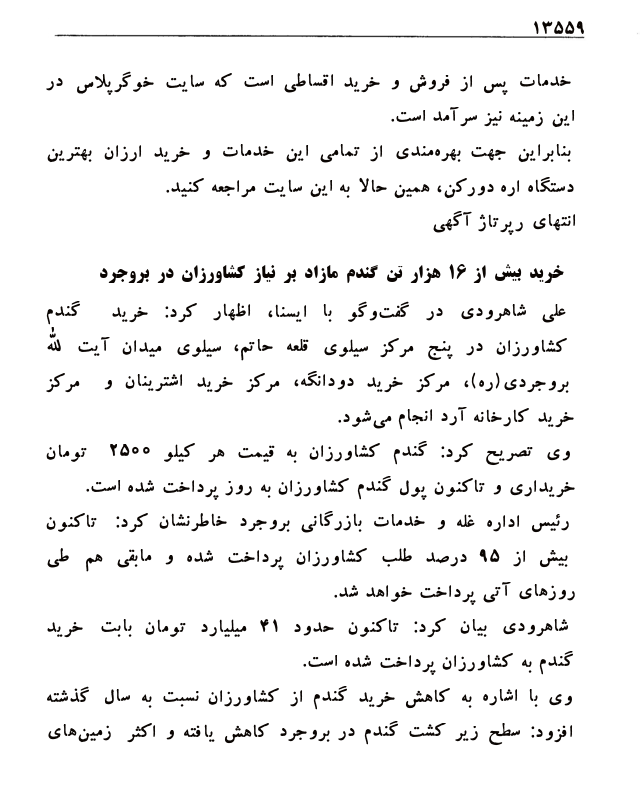 ۱۳۵۵۹
خدمات پس از فروش و خرید اقساطی است که سایت خوگرپلاس در
این زمینه نیز سرآمد است.
بنابراین جهت بهره‌مندی از تمامی این خدمات و خرید ارزان بهترین
دستگاه اره دورکن، همین حالا به این سایت مراجعه کنید.
انتهای رپرتاژ آگهی
خرید بیش از ۱۶ هزار تن گندم مازاد بر نیاز کشاورزان در بروجرد
علی شاهرودی در گفت‌وگو با ایسنا، اظهار کرد: خرید گندم
کشاورزان در پنج مرکز سیلوی قلعه حاتم، سیلوی میدان آیت لله
بروجردی(ره)، مرکز خرید دودانگه، مرکز خرید اشترینان و مرکز
خرید کارخانه آرد انجام می‌شود.
وی تصریح کرد: گندم کشاورزان به قیمت هر کیلو ۲۵۰۰ تومان
خریداری و تاکنون پول گندم کشاورزان به روز پرداخت شده است.
رئیس اداره غله و خدمات بازرگانی بروجرد خاطرنشان کرد: تاکنون
بیش از ۹۵ درصد طلب کشاورزان پرداخت شده و مابقی هم طی
روزهای آتی پرداخت خواهد شد.
شاهرودی بیان کرد: تاکنون حدود ۴۱ میلیارد تومان بابت خرید
گندم به کشاورزان پرداخت شده است.
وی با اشاره به کاهش خرید گندم از کشاورزان نسبت به سال گذشته
افزود: سطح زیر کشت گندم در بروجرد کاهش یافته و اکثر زمین‌های